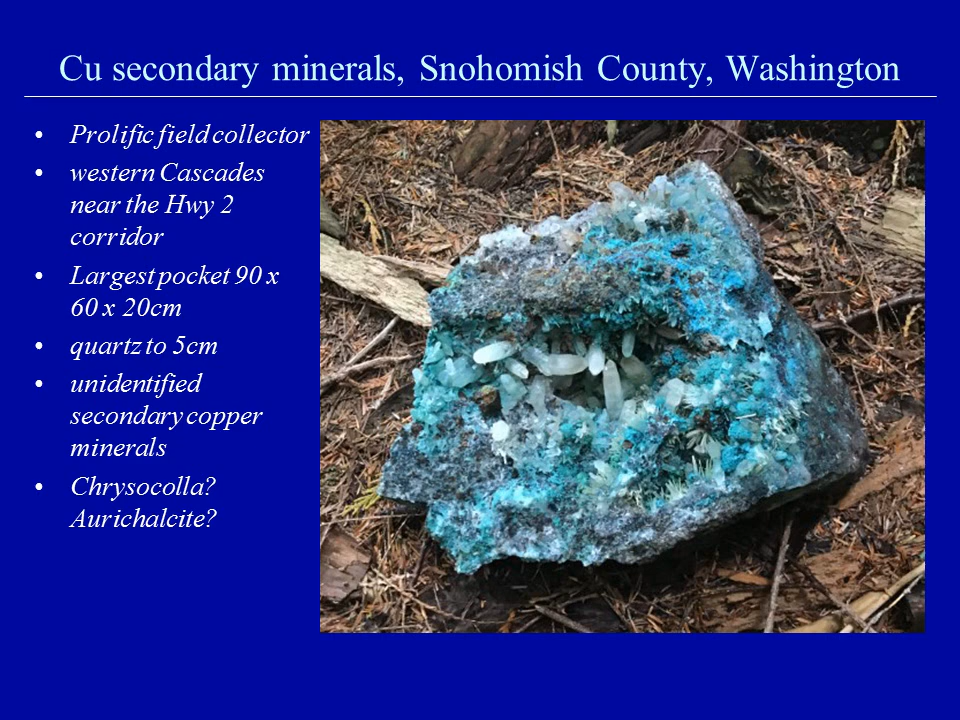 Cu secondary minerals, Snohomish County, Washington
• Prolific field collector
• western Cascades
near the Hwy 2
corridor
• Largest pocket 90 x
60 x 20cm
• quartz to 5cm
• unidentified
secondary copper
minerals
• Chrysocolla?
Aurichalcite?